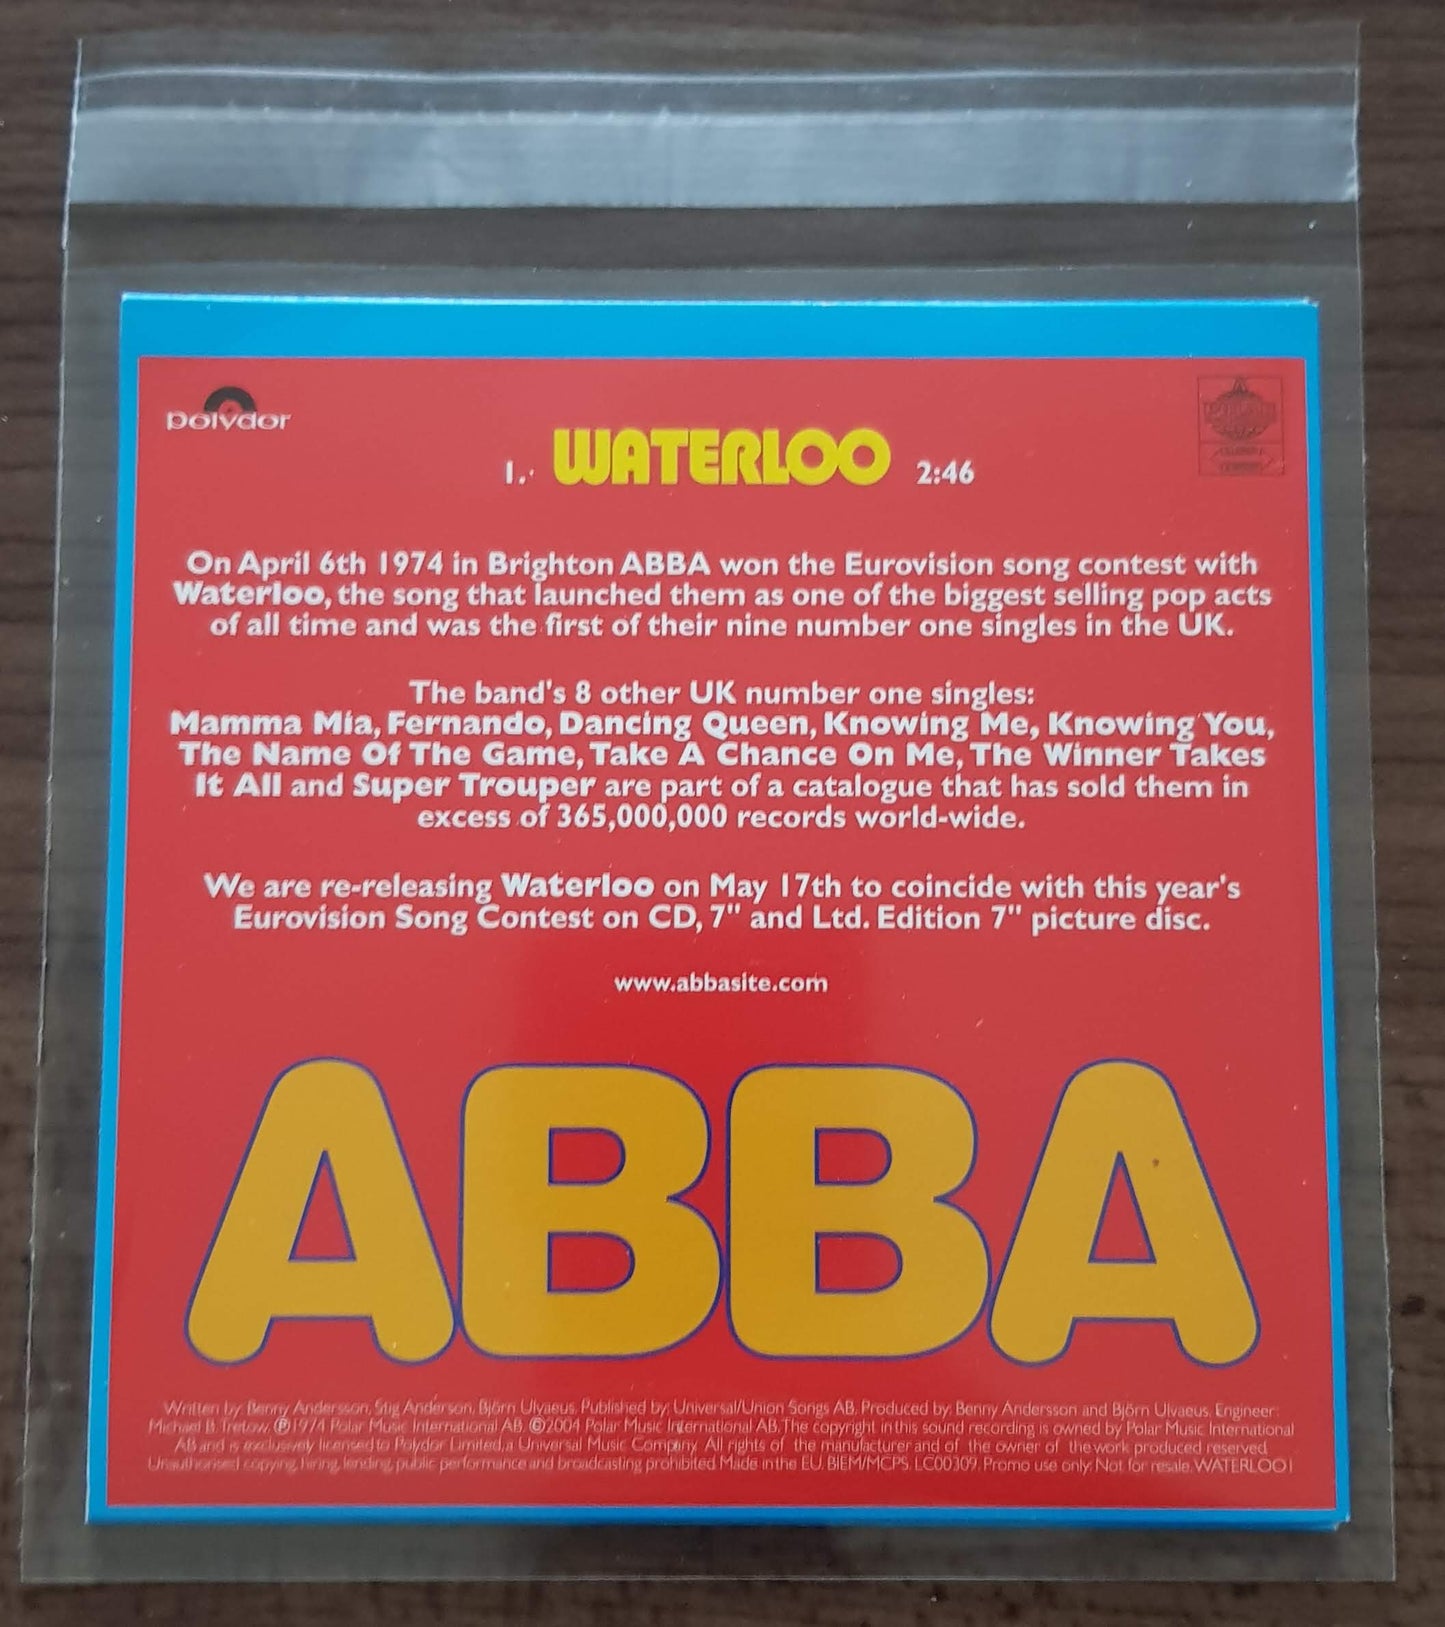 polydor
1. WATERLOO 2:46
On April 6th 1974 in Brighton ABBA won the Eurovision song contest with
Waterloo, the song that launched them as one of the biggest selling pop acts
of all time and was the first of their nine number one singles in the UK.
The band's 8 other UK number one singles:
Mamma Mia, Fernando, Dancing Queen, Knowing Me, Knowing You,
The Name Of The Game, Take A Chance On Me, The Winner Takes
It All and Super Trouper are part of a catalogue that has sold them in
excess of 365,000,000 records world-wide.
We are re-releasing Waterloo on May 17th to coincide with this year's
Eurovision Song Contest on CD, 7" and Ltd. Edition 7" picture disc.
www.abbasite.com
ABBA
Written by: Benny Andersson, Stig Anderson, Björn Ulvaeus. Published by: Universal/Union Songs AB. Produced by: Benny Andersson and Björn Ulvaeus. Engineer:
Michael B. Tretow. ℗1974 Polar Music International AB. ©2004 Polar Music International AB. The copyright in this sound recording is owned by Polar Music International
AB and is exclusively licensed to Polydor Limited, a Universal Music Company. All rights of the manufacturer and of the owner of the work produced reserved.
Unauthorised copying, hiring, lending, public performance and broadcasting prohibited. Made in the EU. BIEM/MCPS. LC00309. Promo use only. Not for resale. WATERLOO1